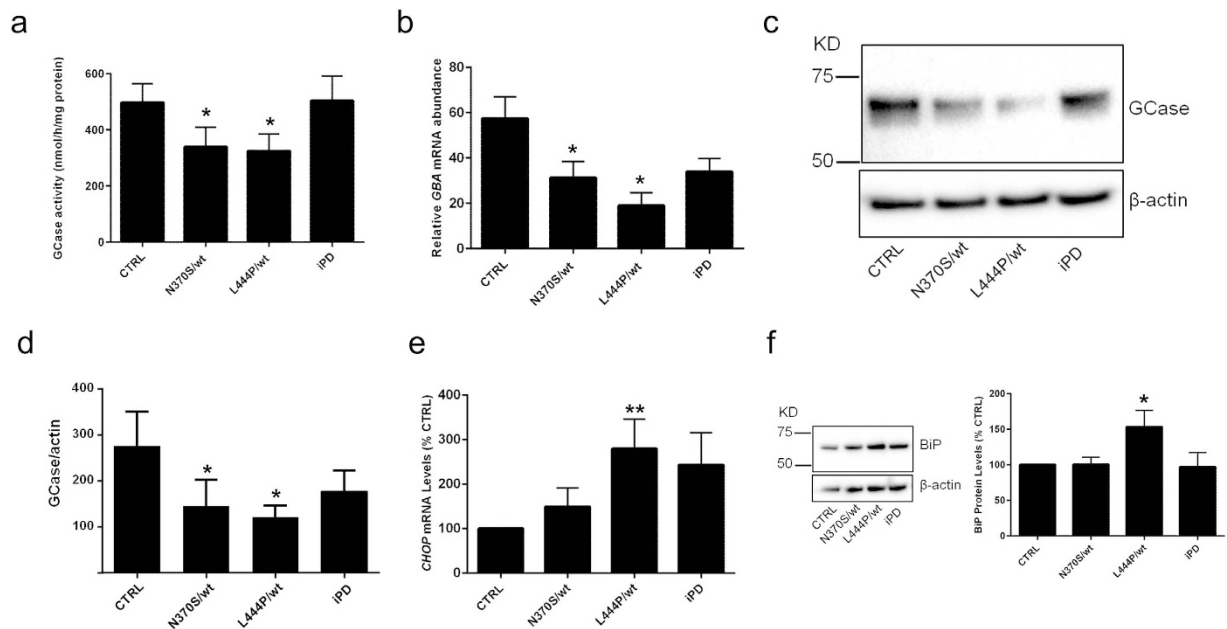 a
GCase activity (nmol/h/mg protein)
600
400
200
0
*
*
CTRL
N370S/wt
L444P/wt
iPD
b
Relative GBA mRNA abundance
80
60
40
20
0
*
*
CTRL
N370S/wt
L444P/wt
iPD
c
KD
75
50
GCase
β-actin
CTRL
N370S/wt
L444P/wt
iPD
d
GCase/actin
400
300
200
100
*
*
CTRL
N370S/wt
L444P/wt
iPD
e
CHOP mRNA Levels (% CTRL)
400
300
200
100
0
**
CTRL
N370S/wt
L444P/wt
iPD
f
KD
75
50
BiP
β-actin
CTRL
N370S/wt
L444P/wt
iPD
BiP Protein Levels (% CTRL)
200
150
100
50
0
*
CTRL
N370S/wt
L444P/wt
iPD